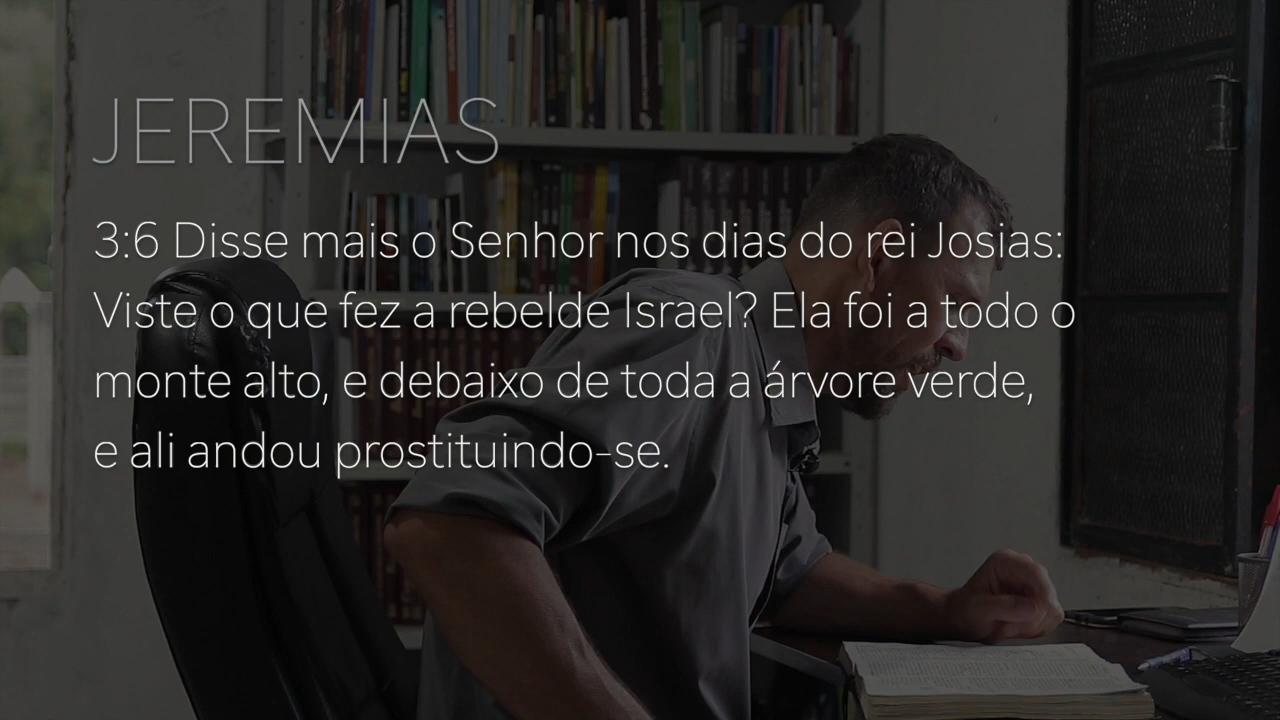 JEREMIAS
3:6 Disse mais o Senhor nos dias do rei Josias:
Viste o que fez a rebelde Israel? Ela foi a todo o
monte alto, e debaixo de toda a árvore verde,
e ali andou prostituindo-se.